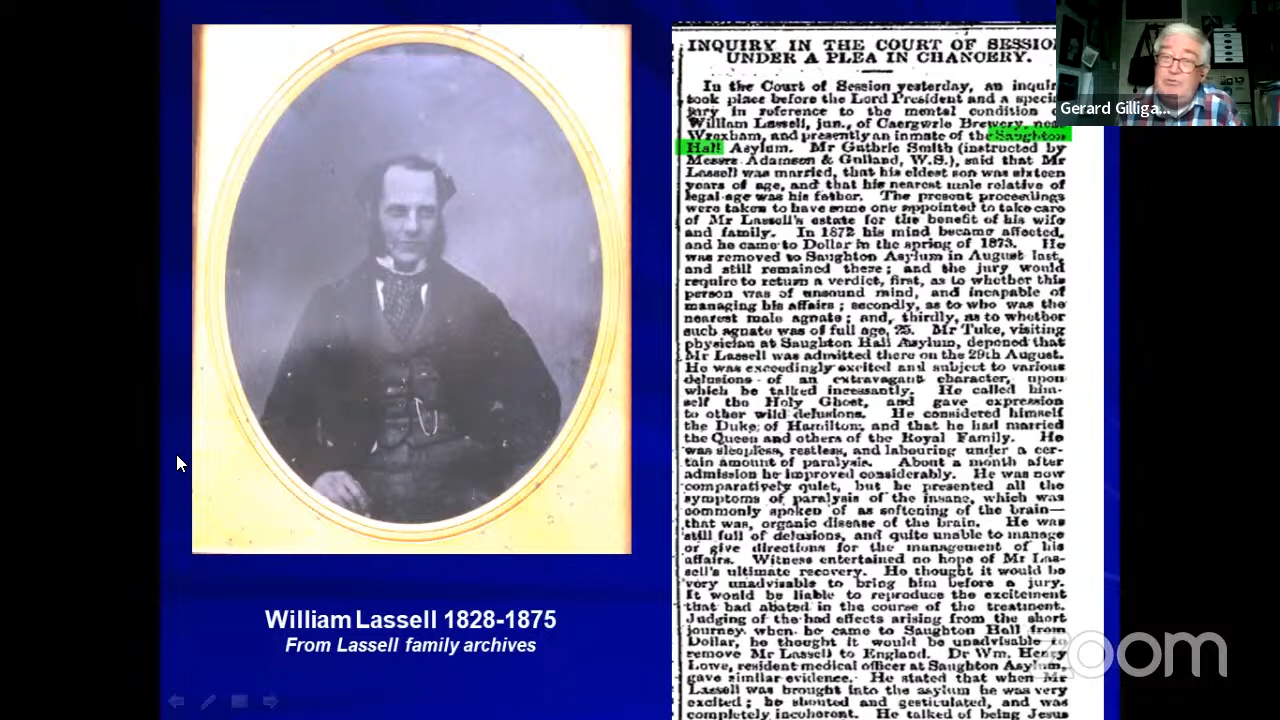 INQUIRY IN THE COURT OF SESSIO
UNDER A PLEA IN CHANCERY.
In the Court of Session yesterday, an inquir
took place before the Lord President and a speci
jury in reference to the mental condition o
William Lassell, jun., of Caergwrle Brewery, near
Wrexham, and presently an inmate of the Saughton
Hall Asylum. Mr Guthrie Smith (instructed by
Messrs Adamson & Gulland, W.S.), said that Mr
Lassell was married, that his eldest son was sixteen
years of age, and that his nearest male relative of
legal age was his father. The present proceedings
were taken to have some one appointed to take care
of Mr Lassell's estate for the benefit of his wife
and family. In 1872 his mind became affected,
and he came to Dollar in the spring of 1873. He
was removed to Saughton Asylum in August last,
and still remained there; and the jury would
require to return a verdict, first, as to whether this
person was of unsound mind, and incapable of
managing his affairs; secondly, as to who was the
nearest male agnate; and, thirdly, as to whether
such agnate was of full age, 25. Mr Tuke, visiting
physician at Saughton Hall Asylum, deponed that
Mr Lassell was admitted there on the 29th August.
He was exceedingly excited and subject to various
delusions of an extravagant character, upon
which he talked incessantly. He called him-
self the Holy Ghost, and gave expression
to other wild delusions. He considered himself
the Duke of Hamilton, and that he had married
the Queen and others of the Royal Family. He
was sleepless, restless, and labouring under a cer-
tain amount of paralysis. About a month after
admission he improved considerably. He was now
comparatively quiet, but he presented all the
symptoms of paralysis of the insane, which was
commonly spoken of as softening of the brain—
that was, organic disease of the brain. He was
still full of delusions, and quite unable to manage
or give directions for the management of his
affairs. Witness entertained no hope of Mr Las-
sell's ultimate recovery. He thought it would be
very unadvisable to bring him before a jury.
It would be liable to reproduce the excitement
that had abated in the course of the treatment.
Judging of the bad effects arising from the short
journey when he came to Saughton Hall from
Dollar, he thought it would be unadvisable to
remove Mr Lassell to England. Dr Wm. Henry
Lowe, resident medical officer at Saughton Asylum,
gave similar evidence. He stated that when Mr
Lassell was brought into the asylum he was very
excited; he shouted and gesticulated, and was
completely incoherent. He talked of being Jesus
William Lassell 1828-1875
From Lassell family archives
Gerard Gilliga...
zoom